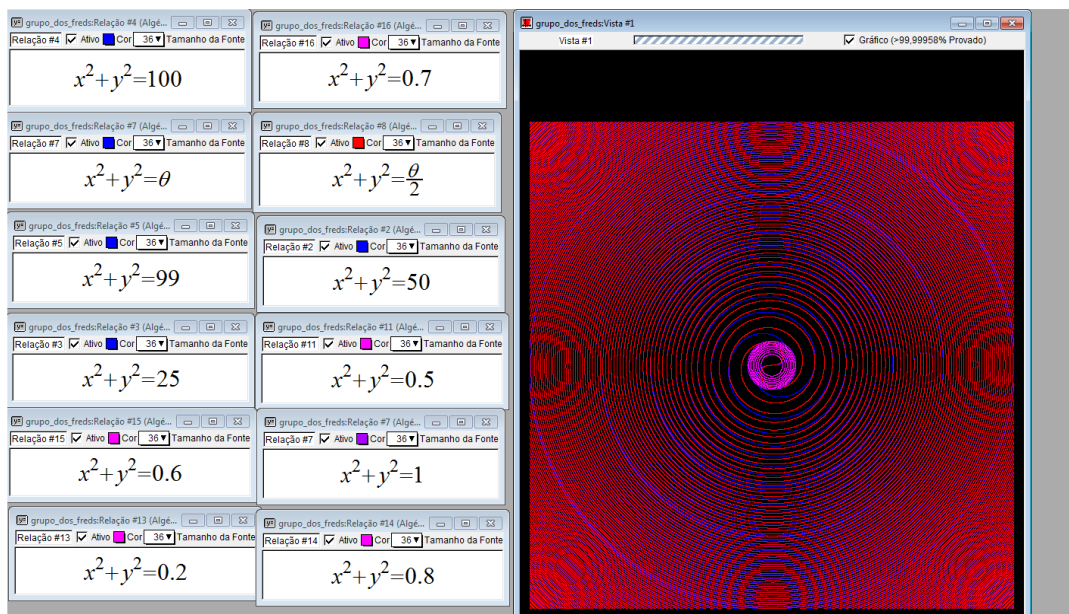 grupo_dos_freds:Relação #4 (Algé...
Relação #4 Ativo Cor 36 Tamanho da Fonte
x²+y²=100
grupo_dos_freds:Relação #16 (Algé...
Relação #16 Ativo Cor 36 Tamanho da Fonte
x²+y²=0.7
grupo_dos_freds:Relação #7 (Algé...
Relação #7 Ativo Cor 36 Tamanho da Fonte
x²+y²=θ
grupo_dos_freds:Relação #8 (Algé...
Relação #8 Ativo Cor 36 Tamanho da Fonte
x²+y²=θ/2
grupo_dos_freds:Relação #5 (Algé...
Relação #5 Ativo Cor 36 Tamanho da Fonte
x²+y²=99
grupo_dos_freds:Relação #2 (Algé...
Relação #2 Ativo Cor 36 Tamanho da Fonte
x²+y²=50
grupo_dos_freds:Relação #3 (Algé...
Relação #3 Ativo Cor 36 Tamanho da Fonte
x²+y²=25
grupo_dos_freds:Relação #11 (Algé...
Relação #11 Ativo Cor 36 Tamanho da Fonte
x²+y²=0.5
grupo_dos_freds:Relação #15 (Algé...
Relação #15 Ativo Cor 36 Tamanho da Fonte
x²+y²=0.6
grupo_dos_freds:Relação #7 (Algé...
Relação #7 Ativo Cor 36 Tamanho da Fonte
x²+y²=1
grupo_dos_freds:Relação #13 (Algé...
Relação #13 Ativo Cor 36 Tamanho da Fonte
x²+y²=0.2
grupo_dos_freds:Relação #14 (Algé...
Relação #14 Ativo Cor 36 Tamanho da Fonte
x²+y²=0.8
grupo_dos_freds:Vista #1
Vista #1 Gráfico (>99,99958% Provado)